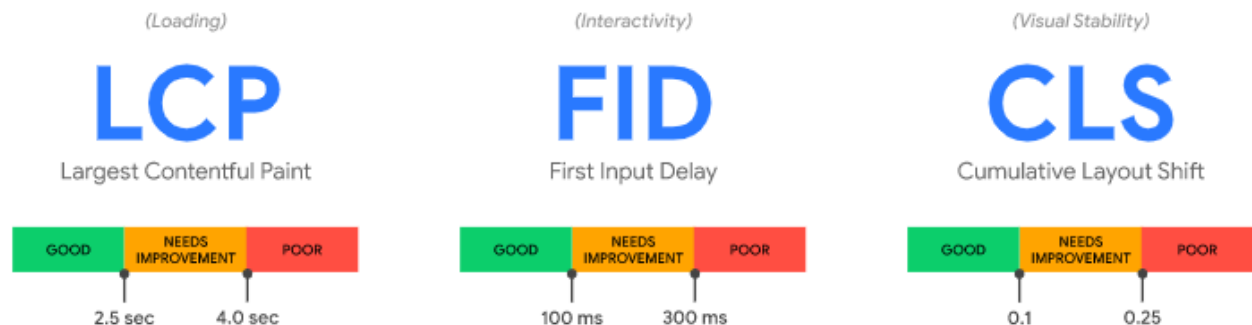 (Loading)
LCP
Largest Contentful Paint
GOOD
NEEDS
IMPROVEMENT
POOR
2.5 sec
4.0 sec
(Interactivity)
FID
First Input Delay
GOOD
NEEDS
IMPROVEMENT
POOR
100 ms
300 ms
(Visual Stability)
CLS
Cumulative Layout Shift
GOOD
NEEDS
IMPROVEMENT
POOR
0.1
0.25